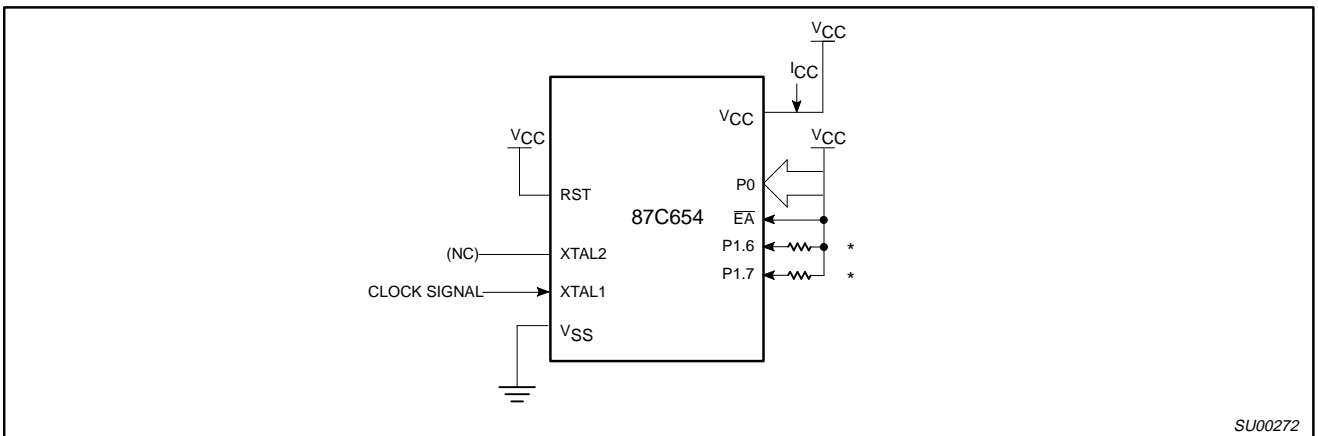 VCC
ICC
VCC
VCC
VCC
P0
RST
87C654
EA
P1.6
*
(NC)
XTAL2
P1.7
*
CLOCK SIGNAL
XTAL1
VSS
SU00272